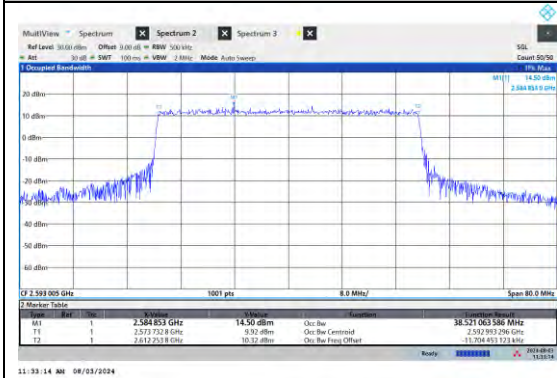 MultiView Spectrum Spectrum 2 Spectrum 3
Ref Level 30.00 dBm Offset 9.00 dB RBW 500 kHz SGL
Att 30 dB SWT 100 ms VBW 2 MHz Mode Auto Sweep Count 50/50
1 Occupied Bandwidth 1Pk Max
M1[1] 14.50 dBm
2.584 853 0 GHz
20 dBm
M1
T1 T2
10 dBm
0 dBm
-10 dBm
-20 dBm
-30 dBm
-40 dBm
-50 dBm
-60 dBm
CF 2.593 005 GHz 1001 pts 8.0 MHz/ Span 80.0 MHz
2 Marker Table
Type Ref Trc X-Value Y-Value Function Function Result
M1 1 2.584 853 GHz 14.50 dBm Occ Bw 38.521 063 586 MHz
T1 1 2.573 732 8 GHz 9.92 dBm Occ Bw Centroid 2.592 993 296 GHz
T2 1 2.612 253 8 GHz 10.32 dBm Occ Bw Freq Offset -11.704 453 123 kHz
Ready 2024-08-03
11:33:14
11:33:14 AM 08/03/2024